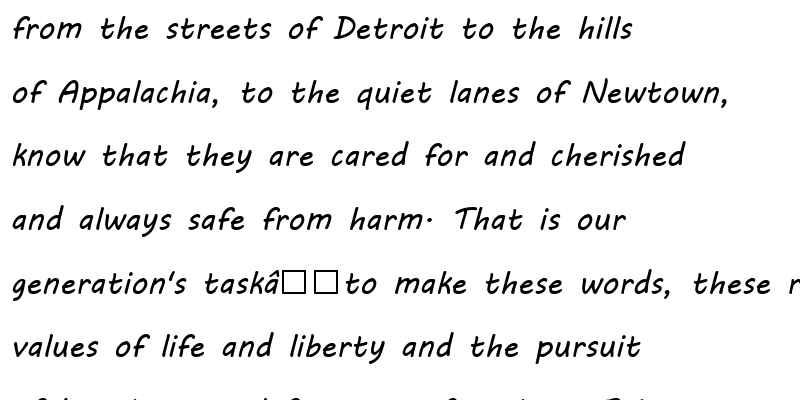 from the streets of Detroit to the hills
of Appalachia, to the quiet lanes of Newtown,
know that they are cared for and cherished
and always safe from harm. That is our
generation's taskâ□□to make these words, these
values of life and liberty and the pursuit